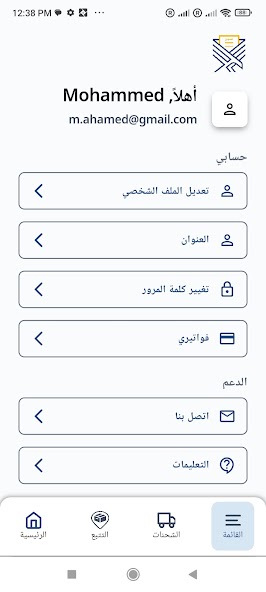 12:38 PM
83
أهلاً, Mohammed
m.ahamed@gmail.com
حسابي
تعديل الملف الشخصي
العنوان
تغيير كلمة المرور
فواتيري
الدعم
اتصل بنا
التعليمات
القائمة
الشحنات
التتبع
الرئيسية